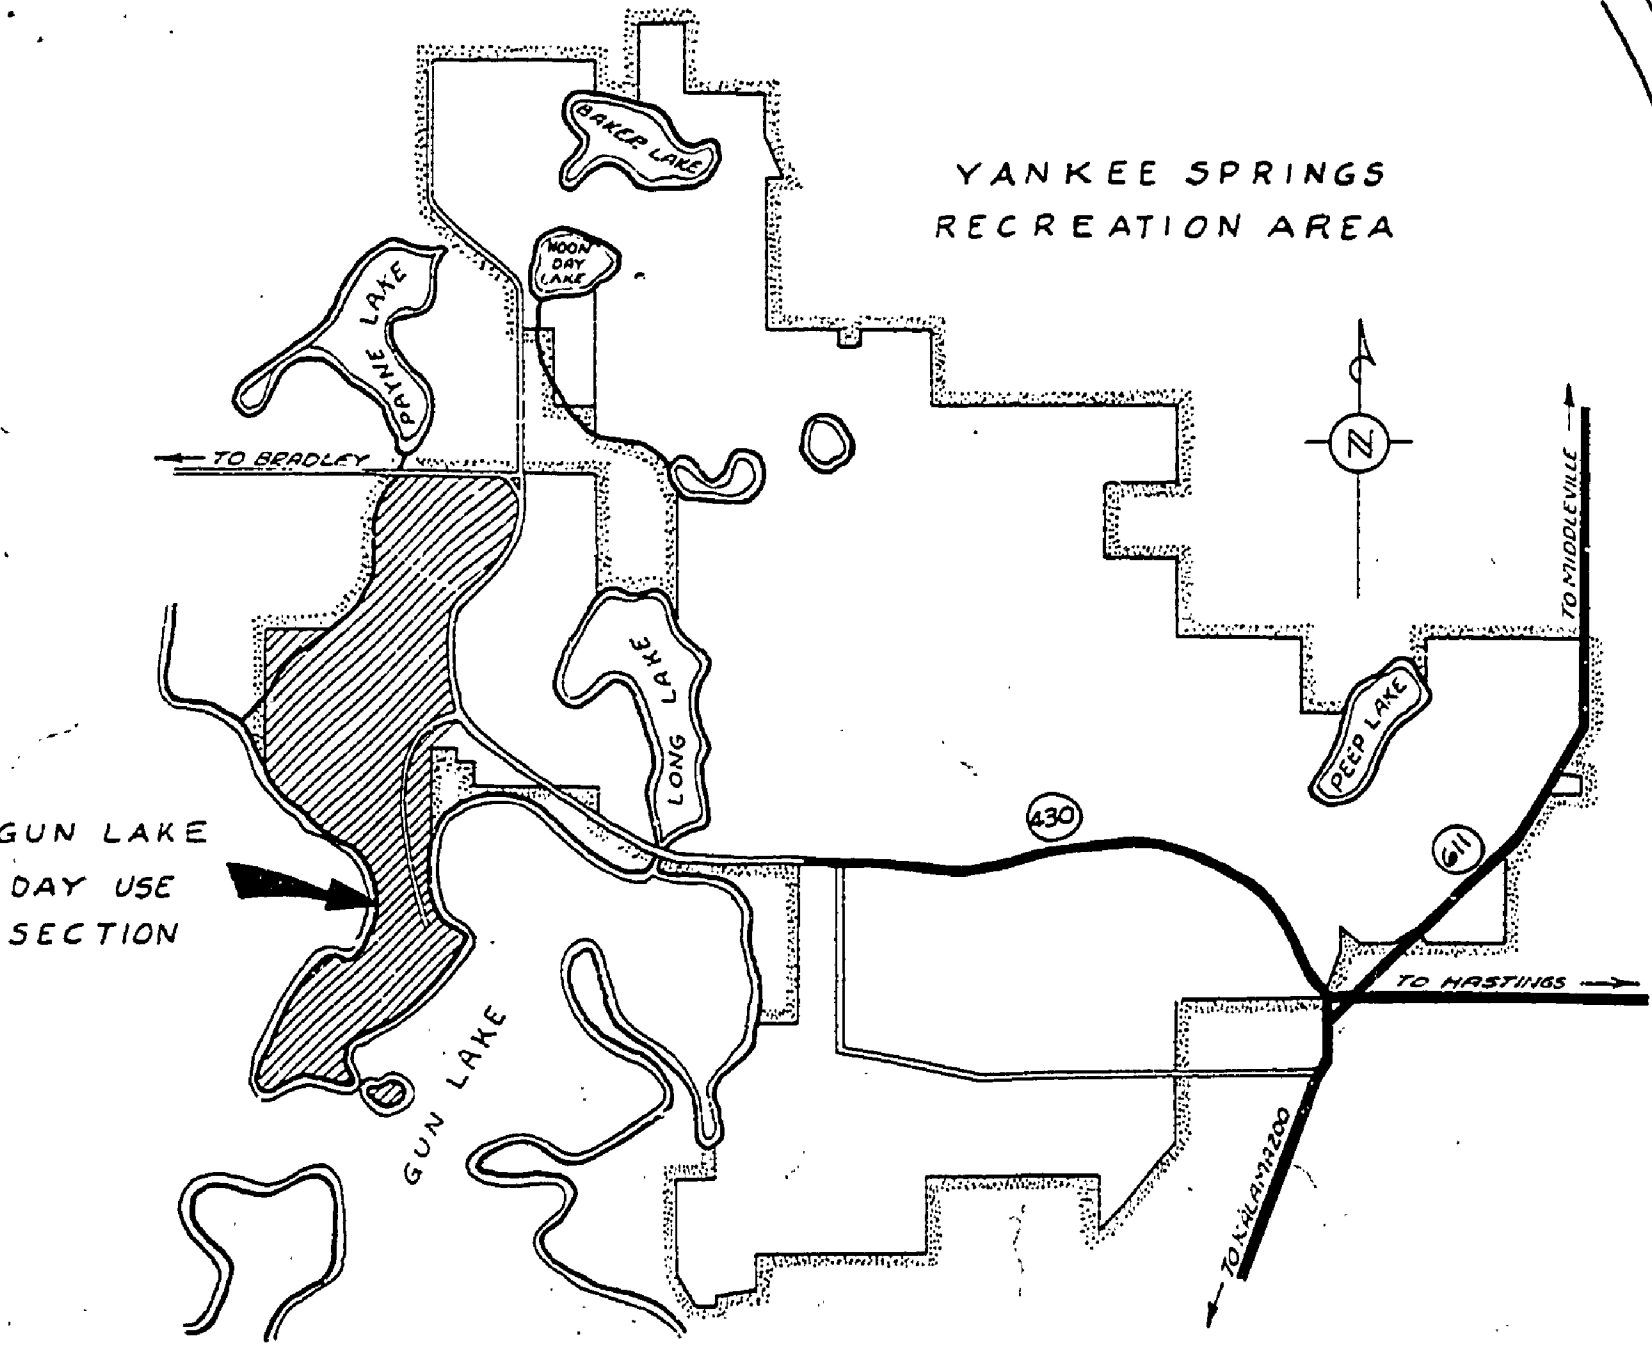 YANKEE SPRINGS
RECREATION AREA
BAKER LAKE
NOON
DAY
LAKE
PAYNE LAKE
TO BRADLEY
N
TO MIDDLEVILLE
LONG LAKE
PEEP LAKE
GUN LAKE
DAY USE
SECTION
430
611
TO HASTINGS
GUN LAKE
TO KALAMAZOO